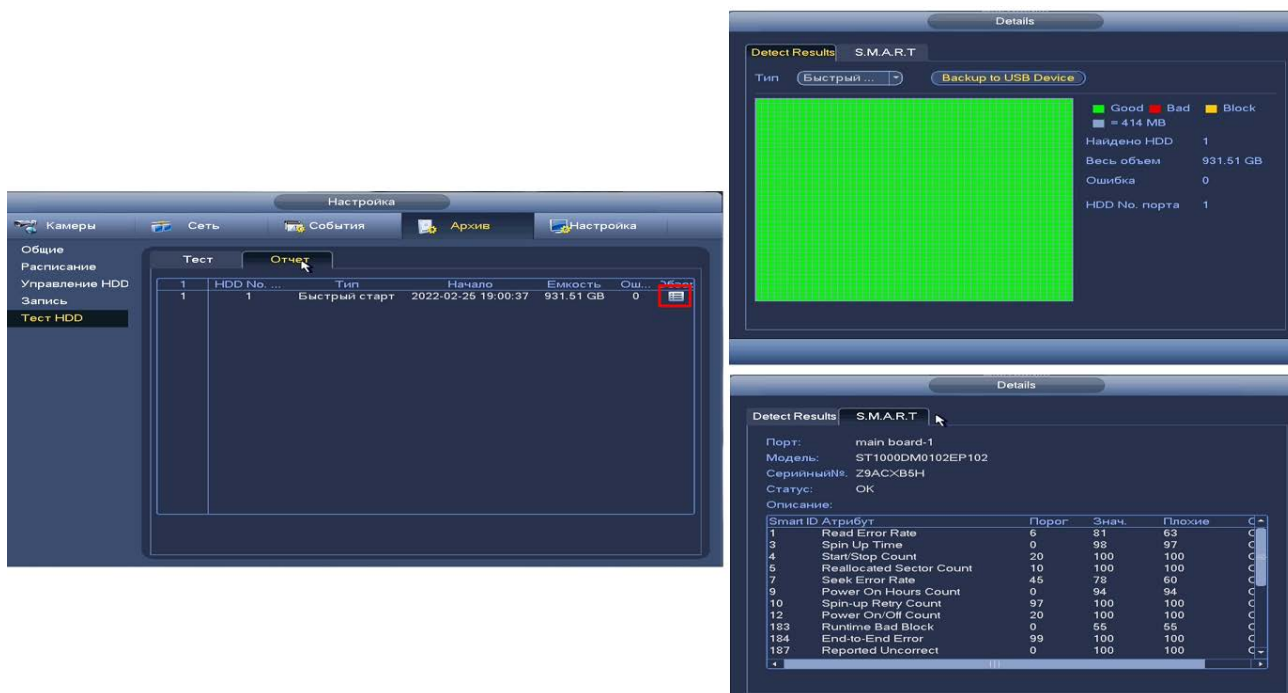 Настройка
Камеры Сеть События Архив Настройка
Общие
Расписание
Управление HDD
Запись
Тест HDD
Тест Отчет
1 HDD No. ... Тип Начало Емкость Ош...
1 1 Быстрый старт 2022-02-25 19:00:37 931.51 GB 0
Details
Detect Results S.M.A.R.T
Тип Быстрый ... Backup to USB Device
Good Bad Block
= 414 MB
Найдено HDD 1
Весь объем 931.51 GB
Ошибка 0
HDD No. порта 1
Details
Detect Results S.M.A.R.T
Порт: main board-1
Модель: ST1000DM0102EP102
Серийный№. Z9ACXB5H
Статус: OK
Описание:
Smart ID Атрибут Порог Знач. Плохие
1 Read Error Rate 6 81 63
3 Spin Up Time 0 98 97
4 Start/Stop Count 20 100 100
5 Reallocated Sector Count 10 100 100
7 Seek Error Rate 45 78 60
9 Power On Hours Count 0 94 94
10 Spin-up Retry Count 97 100 100
12 Power On/Off Count 20 100 100
183 Runtime Bad Block 0 55 55
184 End-to-End Error 99 100 100
187 Reported Uncorrect 0 100 100